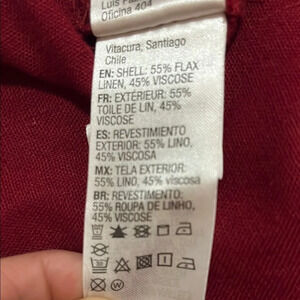 Luis
Oficina 404
Vitacura, Santiago
Chile
EN: SHELL: 55% FLAX
LINEN, 45% VISCOSE
FR: EXTÉRIEUR: 55%
TOILE DE LIN, 45%
VISCOSE
ES: REVESTIMIENTO
EXTERIOR: 55% LINO,
45% VISCOSA
MX: TELA EXTERIOR:
55% LINO, 45% viscosa
BR: REVESTIMENTO:
55% ROUPA DE LINHO,
45% VISCOSE
W